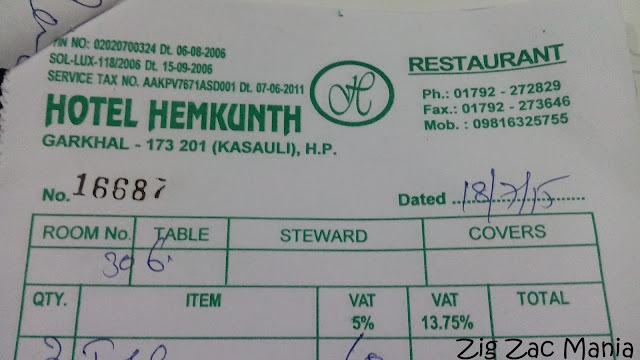 TIN NO: 02020700324 Dt. 06-08-2006
SOL-LUX-118/2006 Dt. 15-09-2006
SERVICE TAX NO. AAKPV7671ASD001 Dt. 07-06-2011
HOTEL HEMKUNTH
GARKHAL - 173 201 (KASAULI), H.P.
H
RESTAURANT
Ph.: 01792 - 272829
Fax.: 01792 - 273646
Mob. : 09816325755
No. 16687
Dated 18/7/15
ROOM No. TABLE STEWARD COVERS
306
QTY. ITEM VAT 5% VAT 13.75% TOTAL
2
Zig Zac Mania